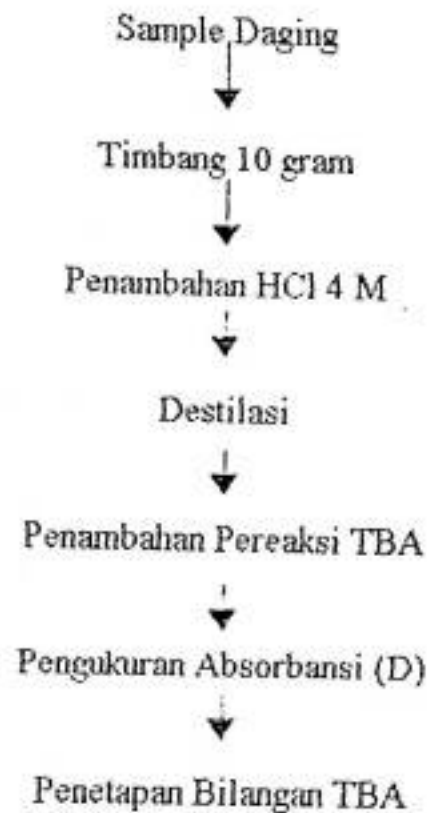 Sample Daging
Timbang 10 gram
Penambahan HCl 4 M
Destilasi
Penambahan Pereaksi TBA
Pengukuran Absorbansi (D)
Penetapan Bilangan TBA